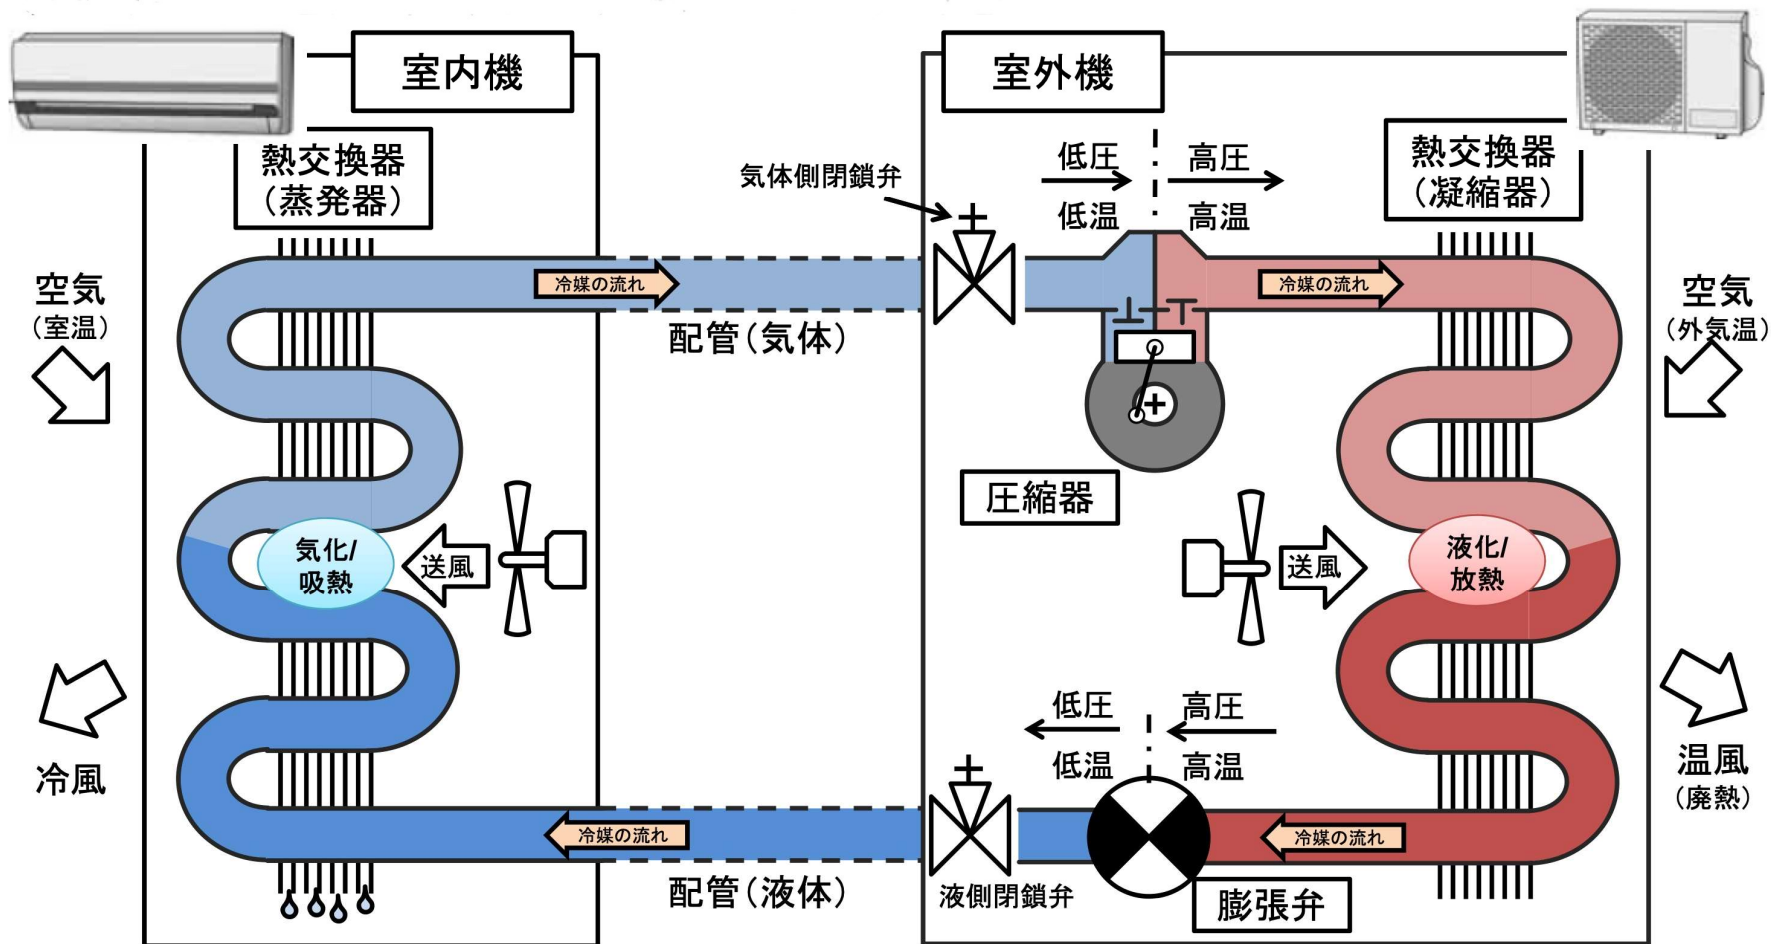 室内機
熱交換器
(蒸発器)
空気
(室温)
冷風
気化/
吸熱
送風
冷媒の流れ
配管(気体)
冷媒の流れ
配管(液体)
室外機
気体側閉鎖弁
低圧
高圧
低温
高温
冷媒の流れ
圧縮器
熱交換器
(凝縮器)
空気
(外気温)
送風
液化/
放熱
低圧
高圧
低温
高温
温風
(廃熱)
冷媒の流れ
液側閉鎖弁
膨張弁